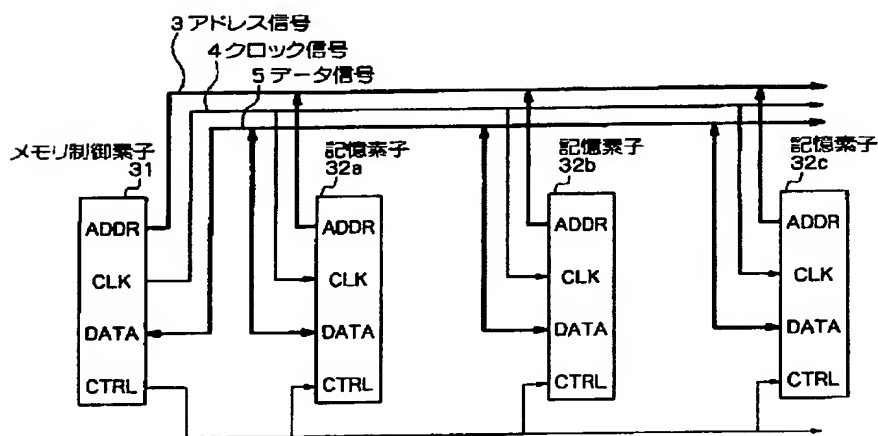 3アドレス信号
4クロック信号
5データ信号
メモリ制御素子
31
記憶素子
32a
記憶素子
32b
記憶素子
32c
ADDR
CLK
DATA
CTRL
ADDR
CLK
DATA
CTRL
ADDR
CLK
DATA
CTRL
ADDR
CLK
DATA
CTRL